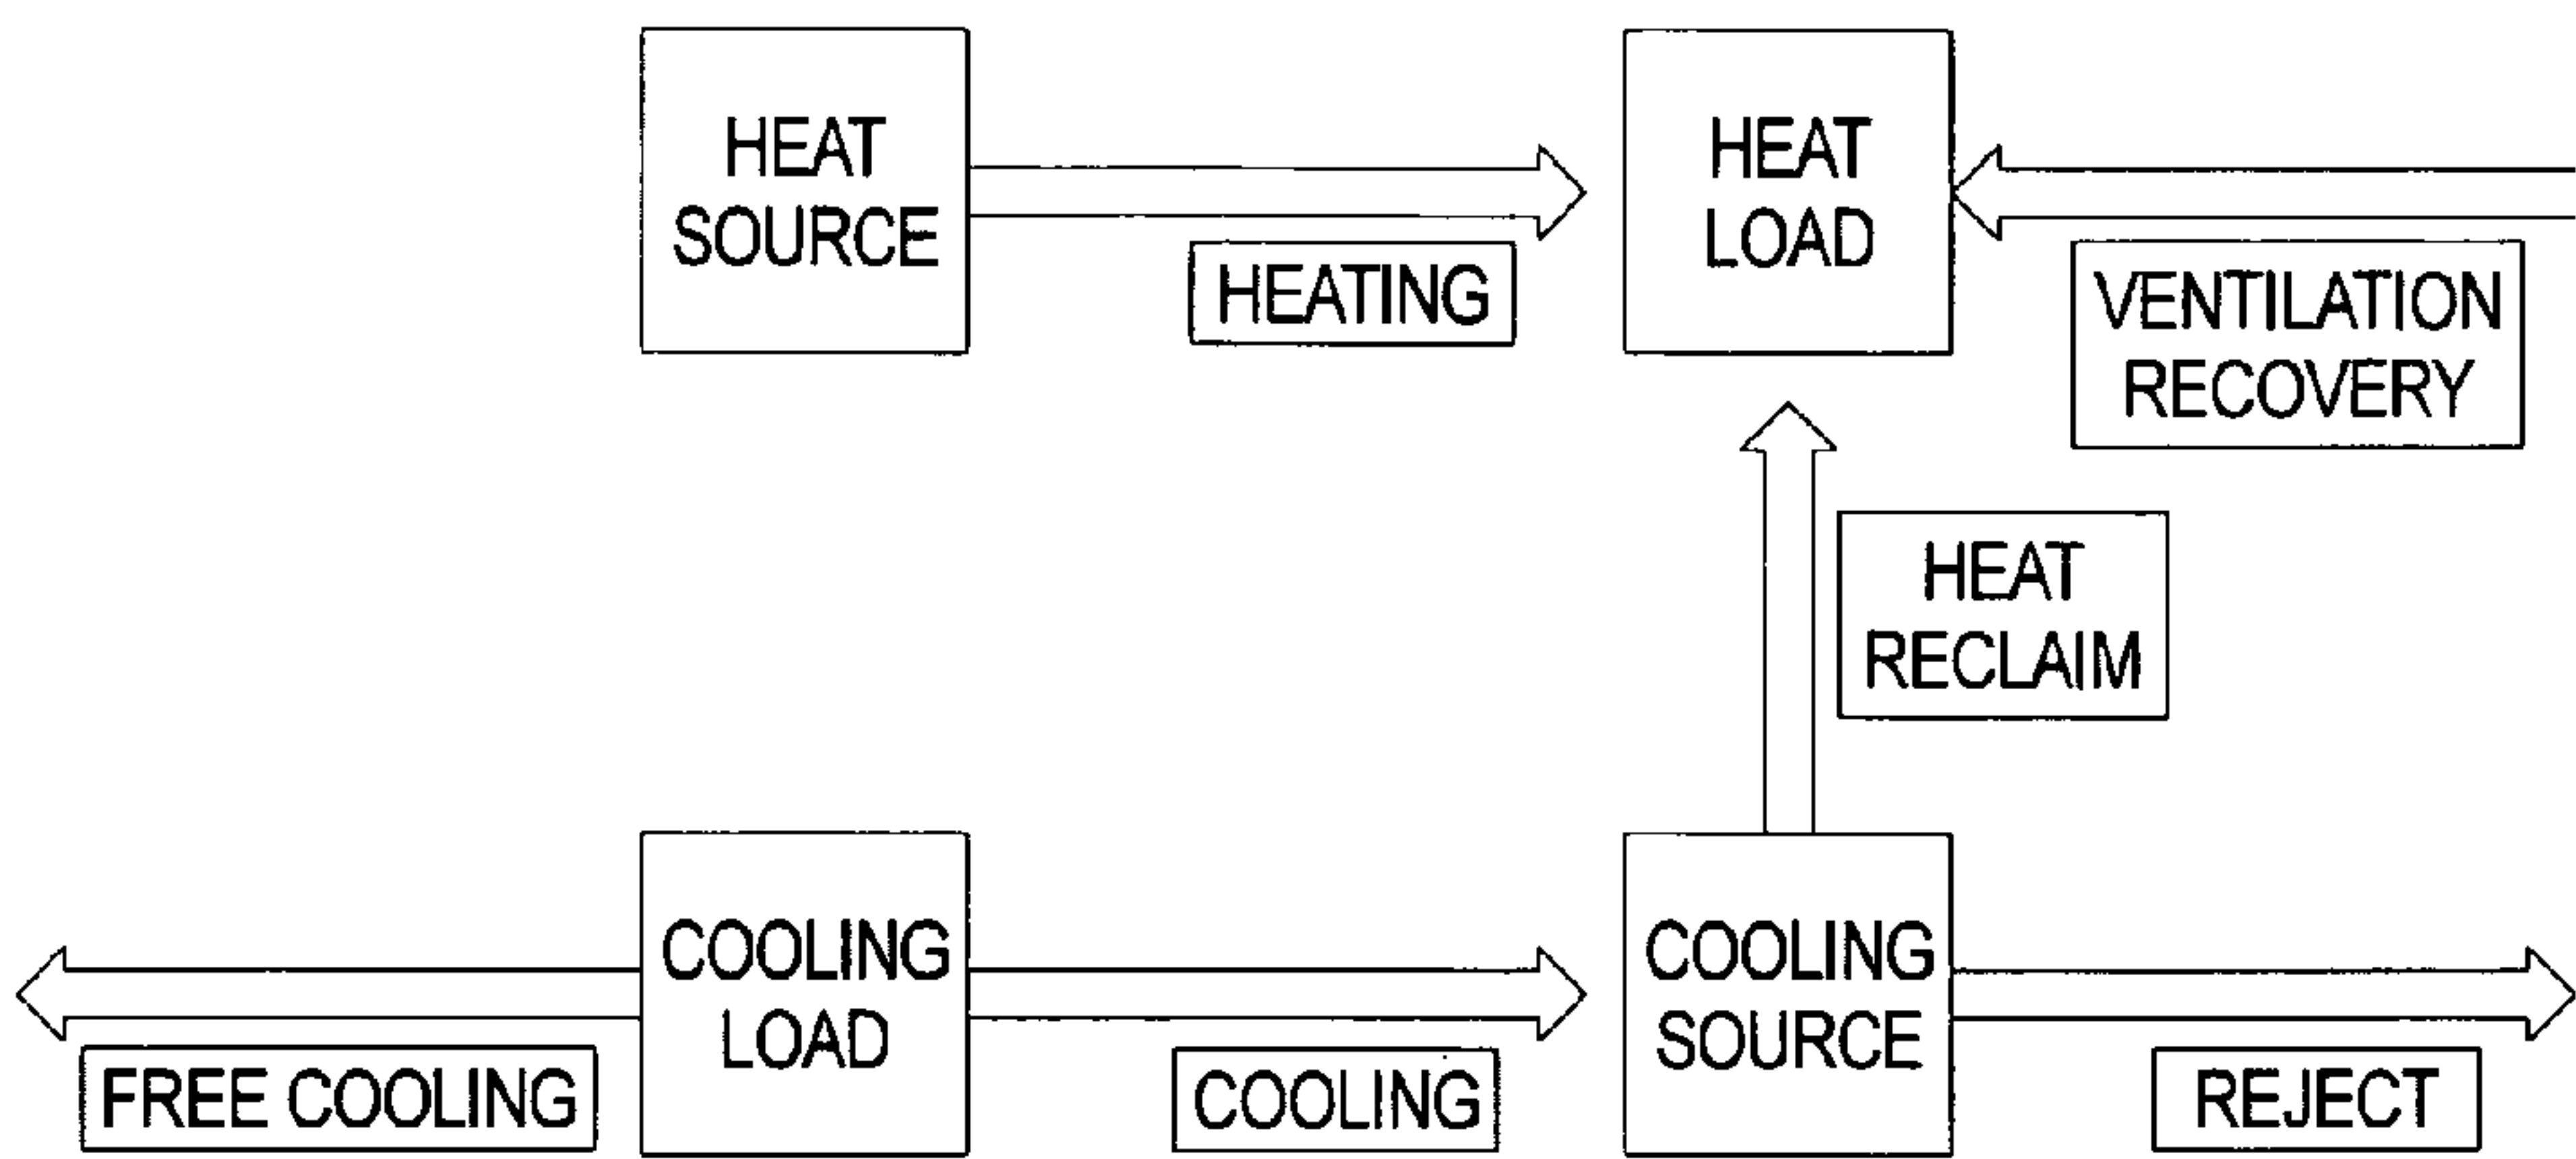 HEAT
SOURCE
HEATING
HEAT
LOAD
VENTILATION
RECOVERY
HEAT
RECLAIM
FREE COOLING
COOLING
LOAD
COOLING
COOLING
SOURCE
REJECT